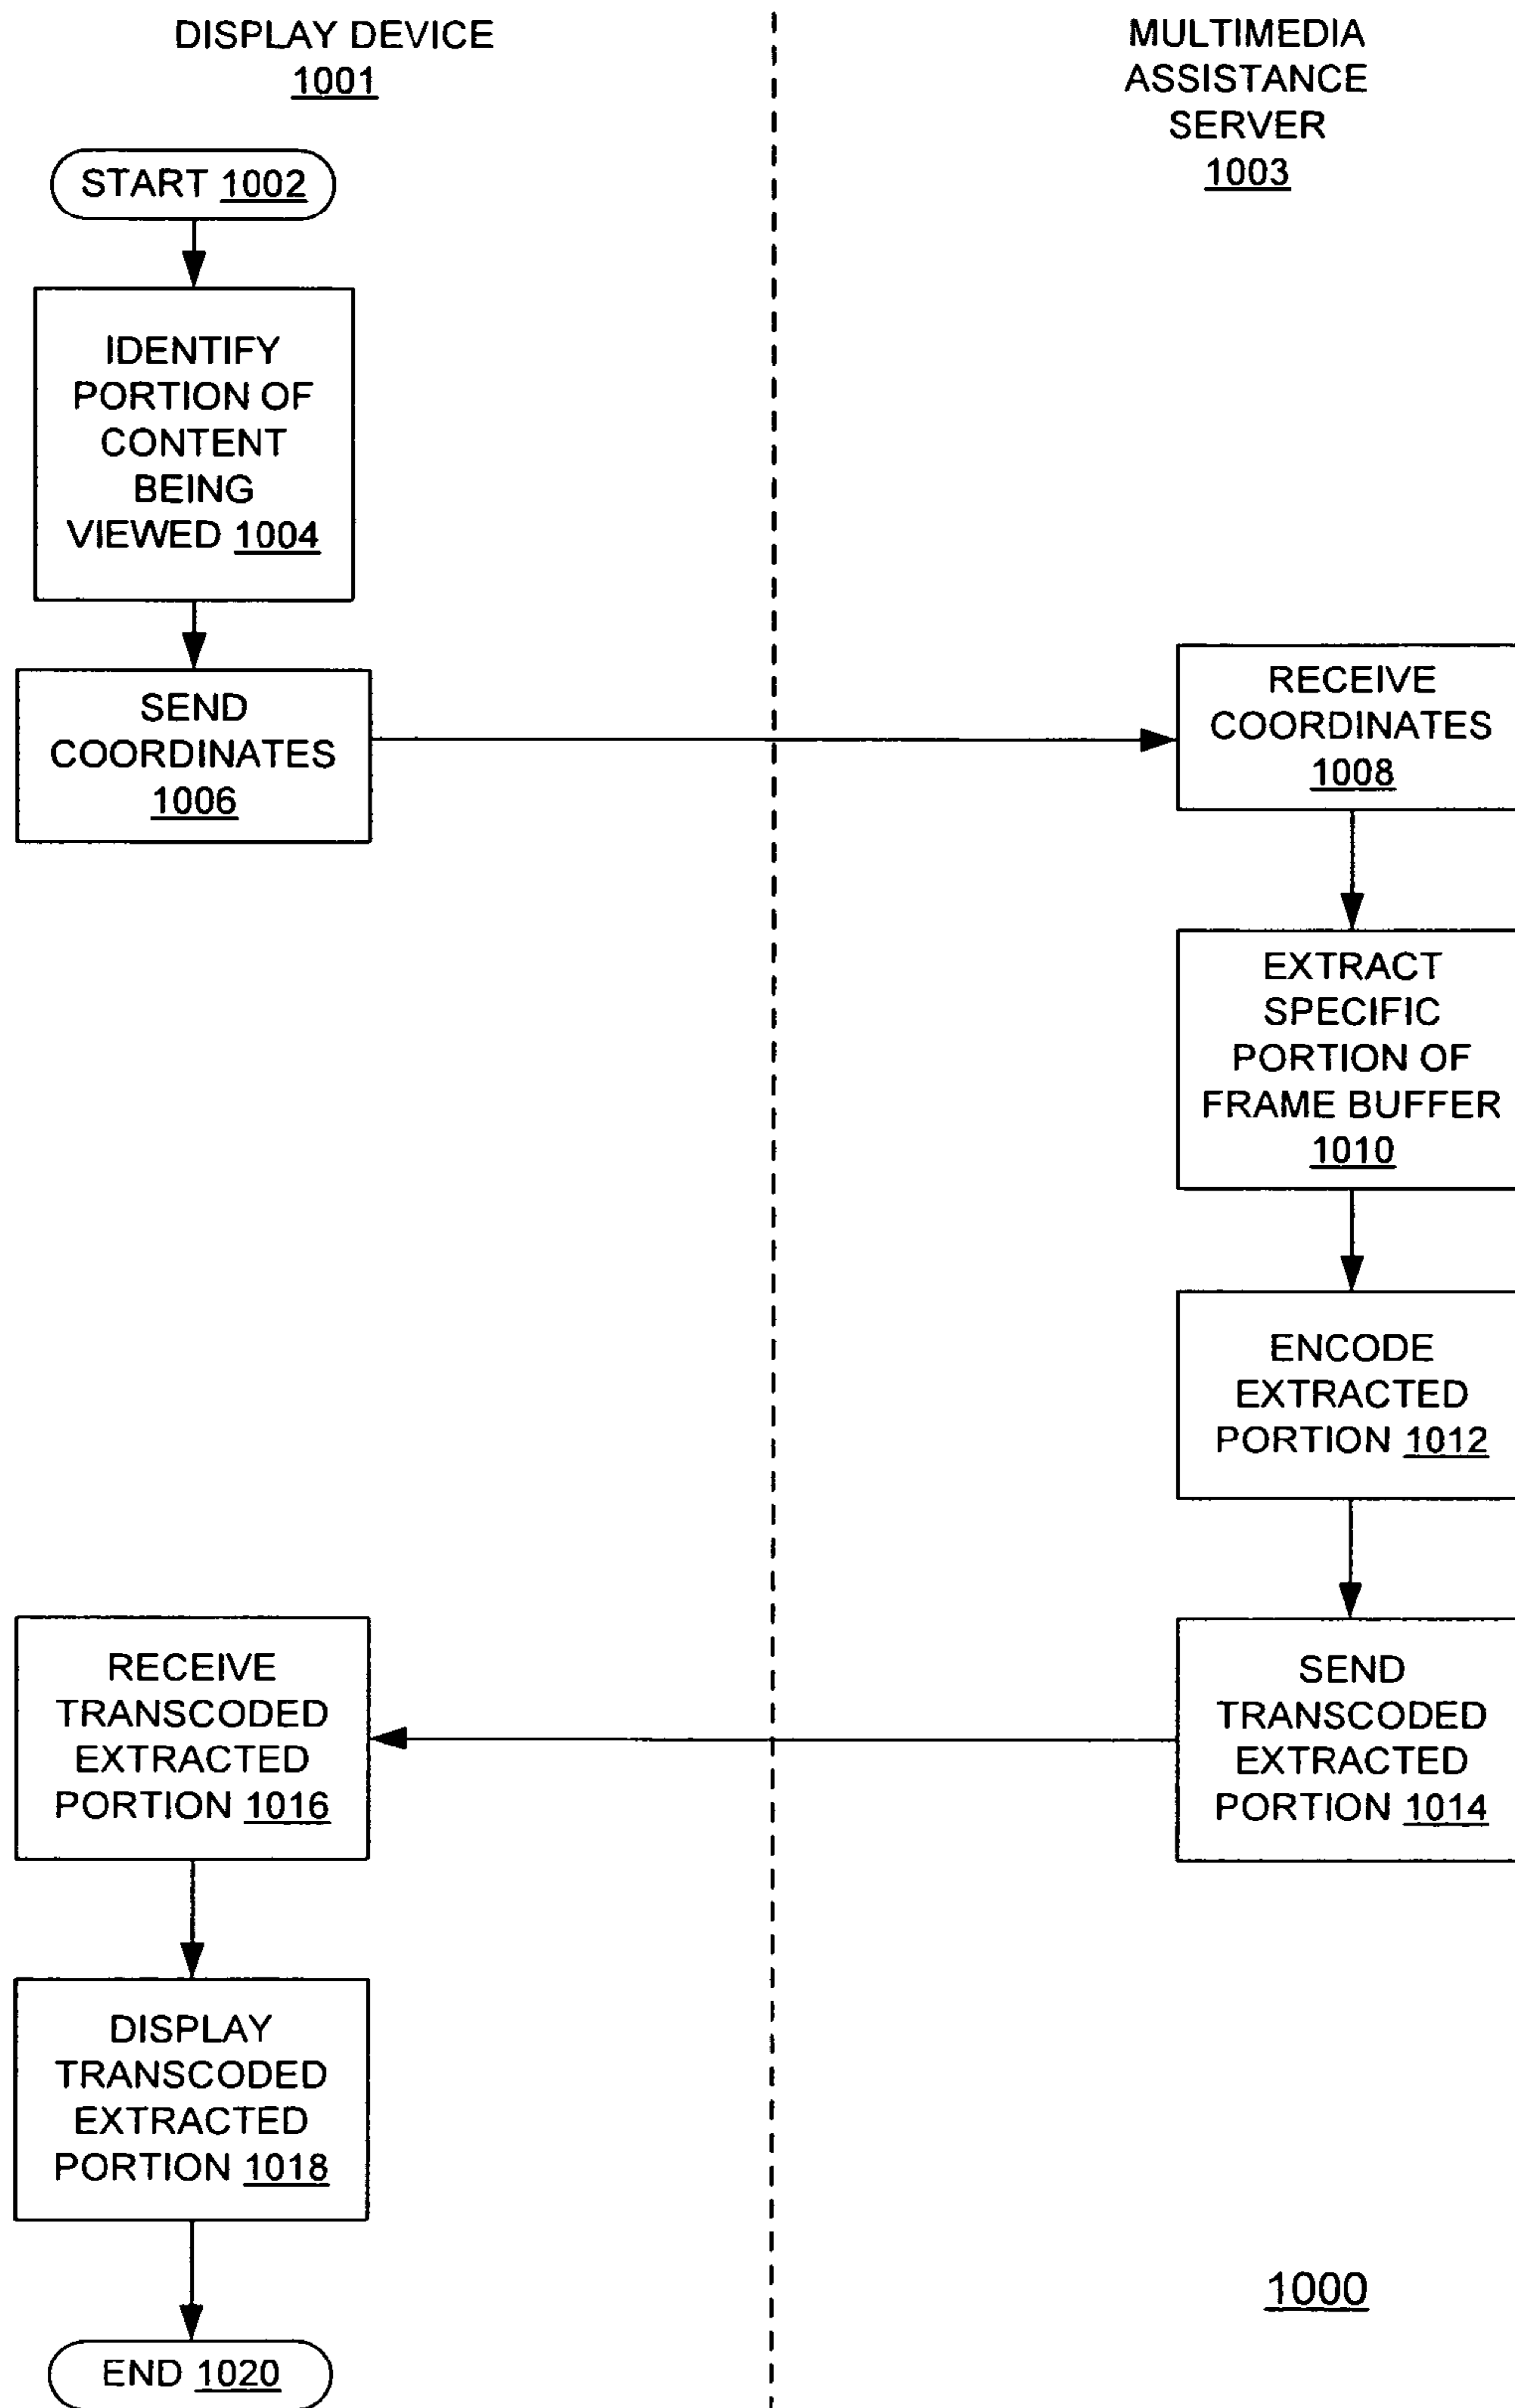 DISPLAY DEVICE
1001
MULTIMEDIA
ASSISTANCE
SERVER
1003
START 1002
IDENTIFY
PORTION OF
CONTENT
BEING
VIEWED 1004
SEND
COORDINATES
1006
RECEIVE
COORDINATES
1008
EXTRACT
SPECIFIC
PORTION OF
FRAME BUFFER
1010
ENCODE
EXTRACTED
PORTION 1012
SEND
TRANSCODED
EXTRACTED
PORTION 1014
RECEIVE
TRANSCODED
EXTRACTED
PORTION 1016
DISPLAY
TRANSCODED
EXTRACTED
PORTION 1018
END 1020
1000